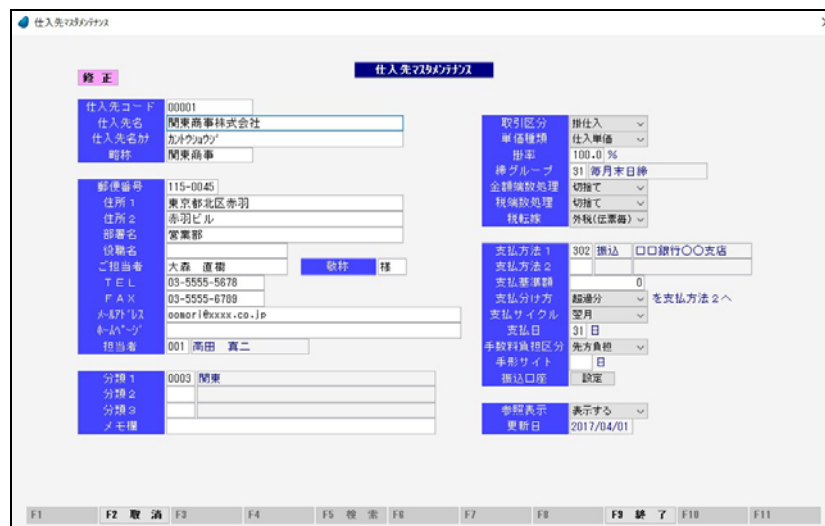 仕入先ﾏｽﾀﾒﾝﾃﾅﾝｽ
仕入先ﾏｽﾀﾒﾝﾃﾅﾝｽ
修 正
仕入先コード 00001
仕入先名 関東商事株式会社
仕入先名ｶﾅ ｶﾝﾄｳｼｮｳｼﾞ
略称 関東商事
郵便番号 115-0045
住所1 東京都北区赤羽
住所2 赤羽ビル
部署名 営業部
役職名
ご担当者 大森 直樹 敬称 様
TEL 03-5555-5678
FAX 03-5555-6789
ﾒｰﾙｱﾄﾞﾚｽ oomori@xxxx.co.jp
ﾎｰﾑﾍﾟｰｼﾞ
担当者 001 高田 真二
分類1 0003 関東
分類2
分類3
メモ欄
取引区分 掛仕入
単価種類 仕入単価
掛率 100.0 %
締グループ 31 毎月末日締
金額端数処理 切捨て
税端数処理 切捨て
税転嫁 外税(伝票毎)
支払方法1 302 振込 口口銀行〇〇支店
支払方法2
支払基準額 0
支払分け方 超過分 を支払方法2へ
支払サイクル 翌月
支払日 31 日
手数料負担区分 先方負担
手形サイト 日
振込口座 設定
参照表示 表示する
更新日 2017/04/01
F1 F2 取 消 F3 F4 F5 検 索 F6 F7 F8 F9 終 了 F10 F11